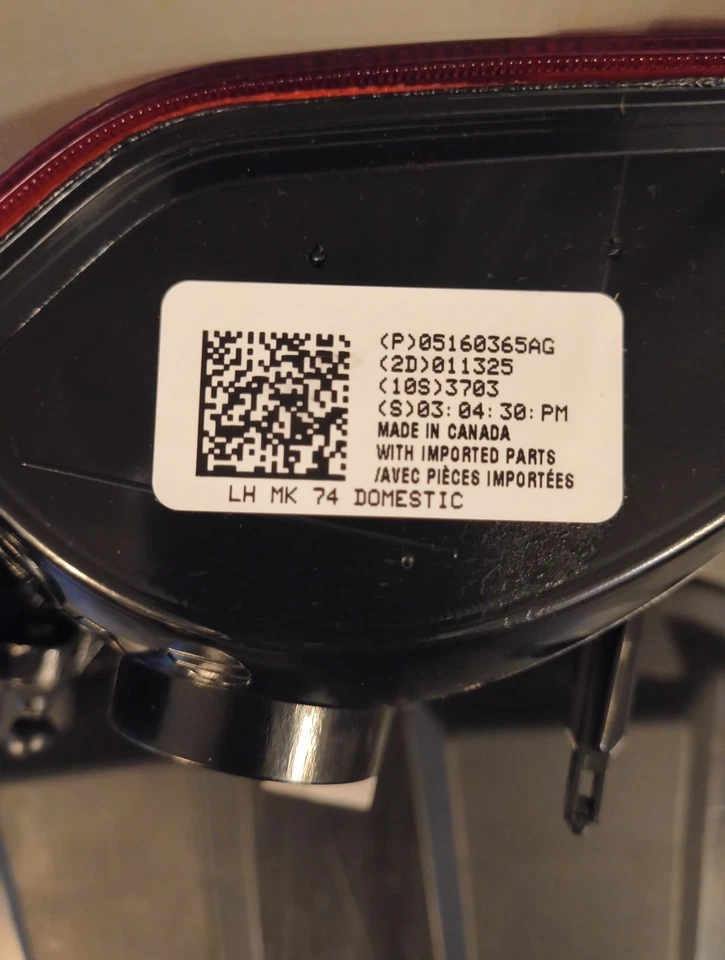 (P)05160365AG
(2D)011325
(10S)3703
(S)03:04:30:PM
MADE IN CANADA
WITH IMPORTED PARTS
/AVEC PIÈCES IMPORTÉES
LH MK 74 DOMESTIC